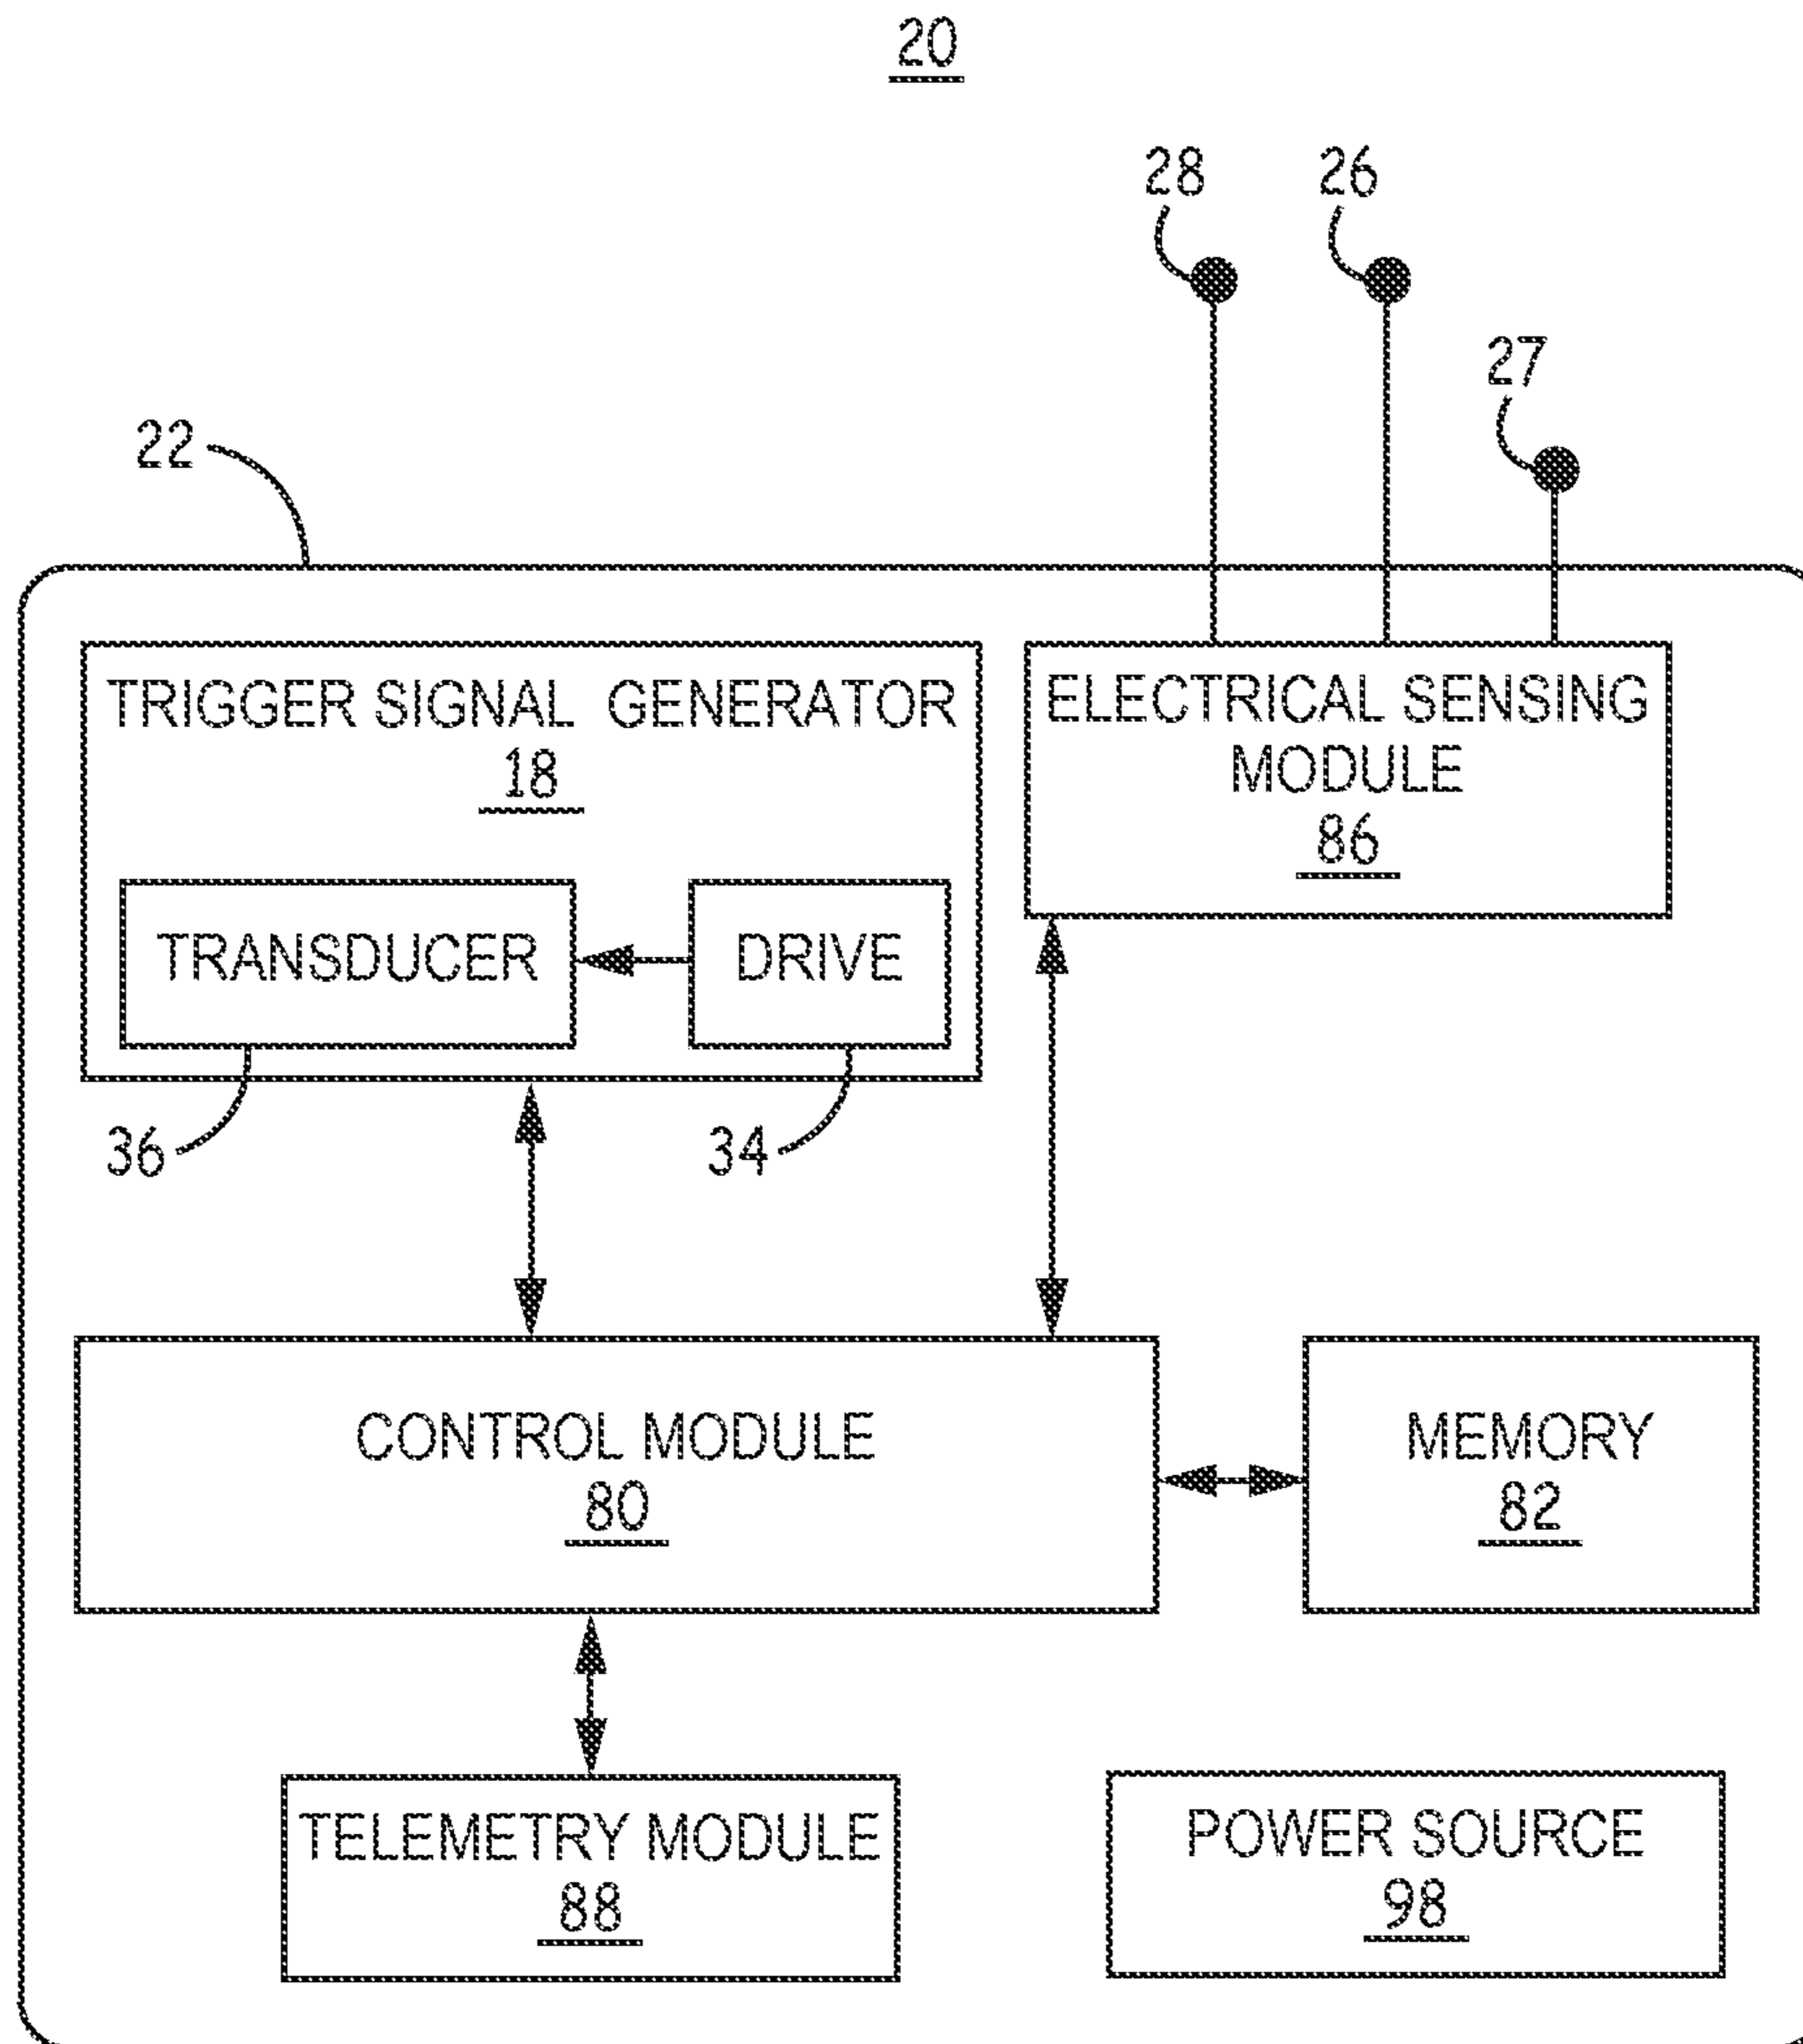 20
28
26
27
22
TRIGGER SIGNAL GENERATOR
18
ELECTRICAL SENSING
MODULE
86
TRANSDUCER
DRIVE
36
34
CONTROL MODULE
80
MEMORY
82
TELEMETRY MODULE
88
POWER SOURCE
98